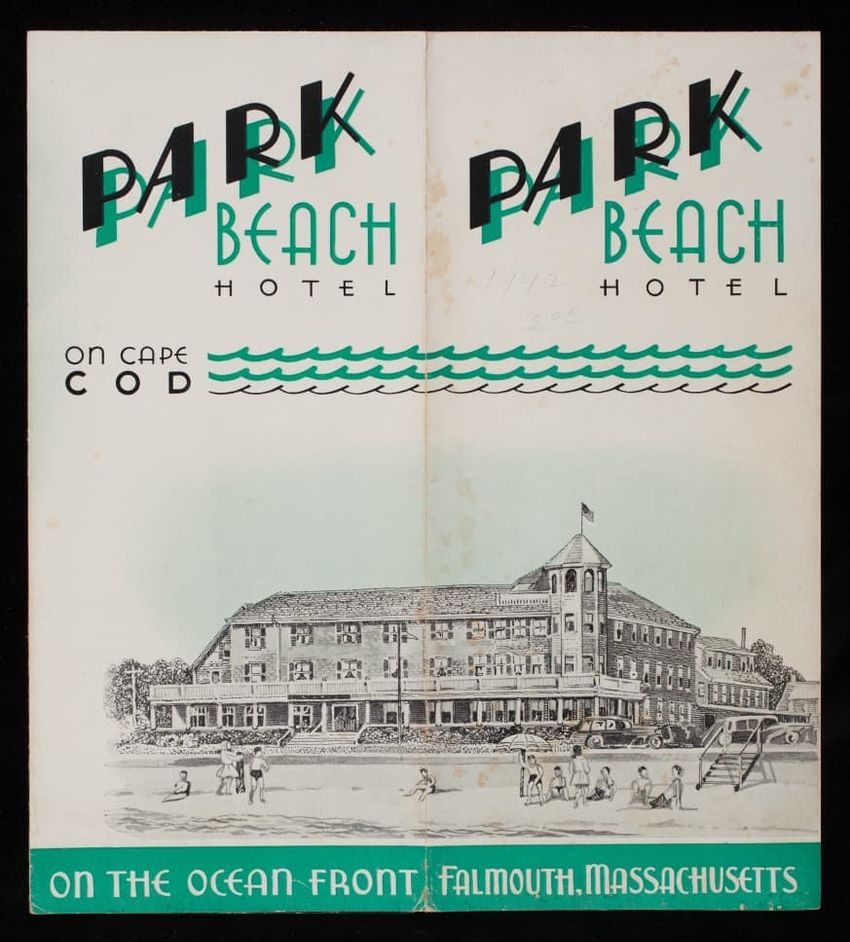 PARK
BEACH
HOTEL
PARK
BEACH
HOTEL
1942
ON CAPE
COD
ON THE OCEAN FRONT FALMOUTH, MASSACHUSETTS